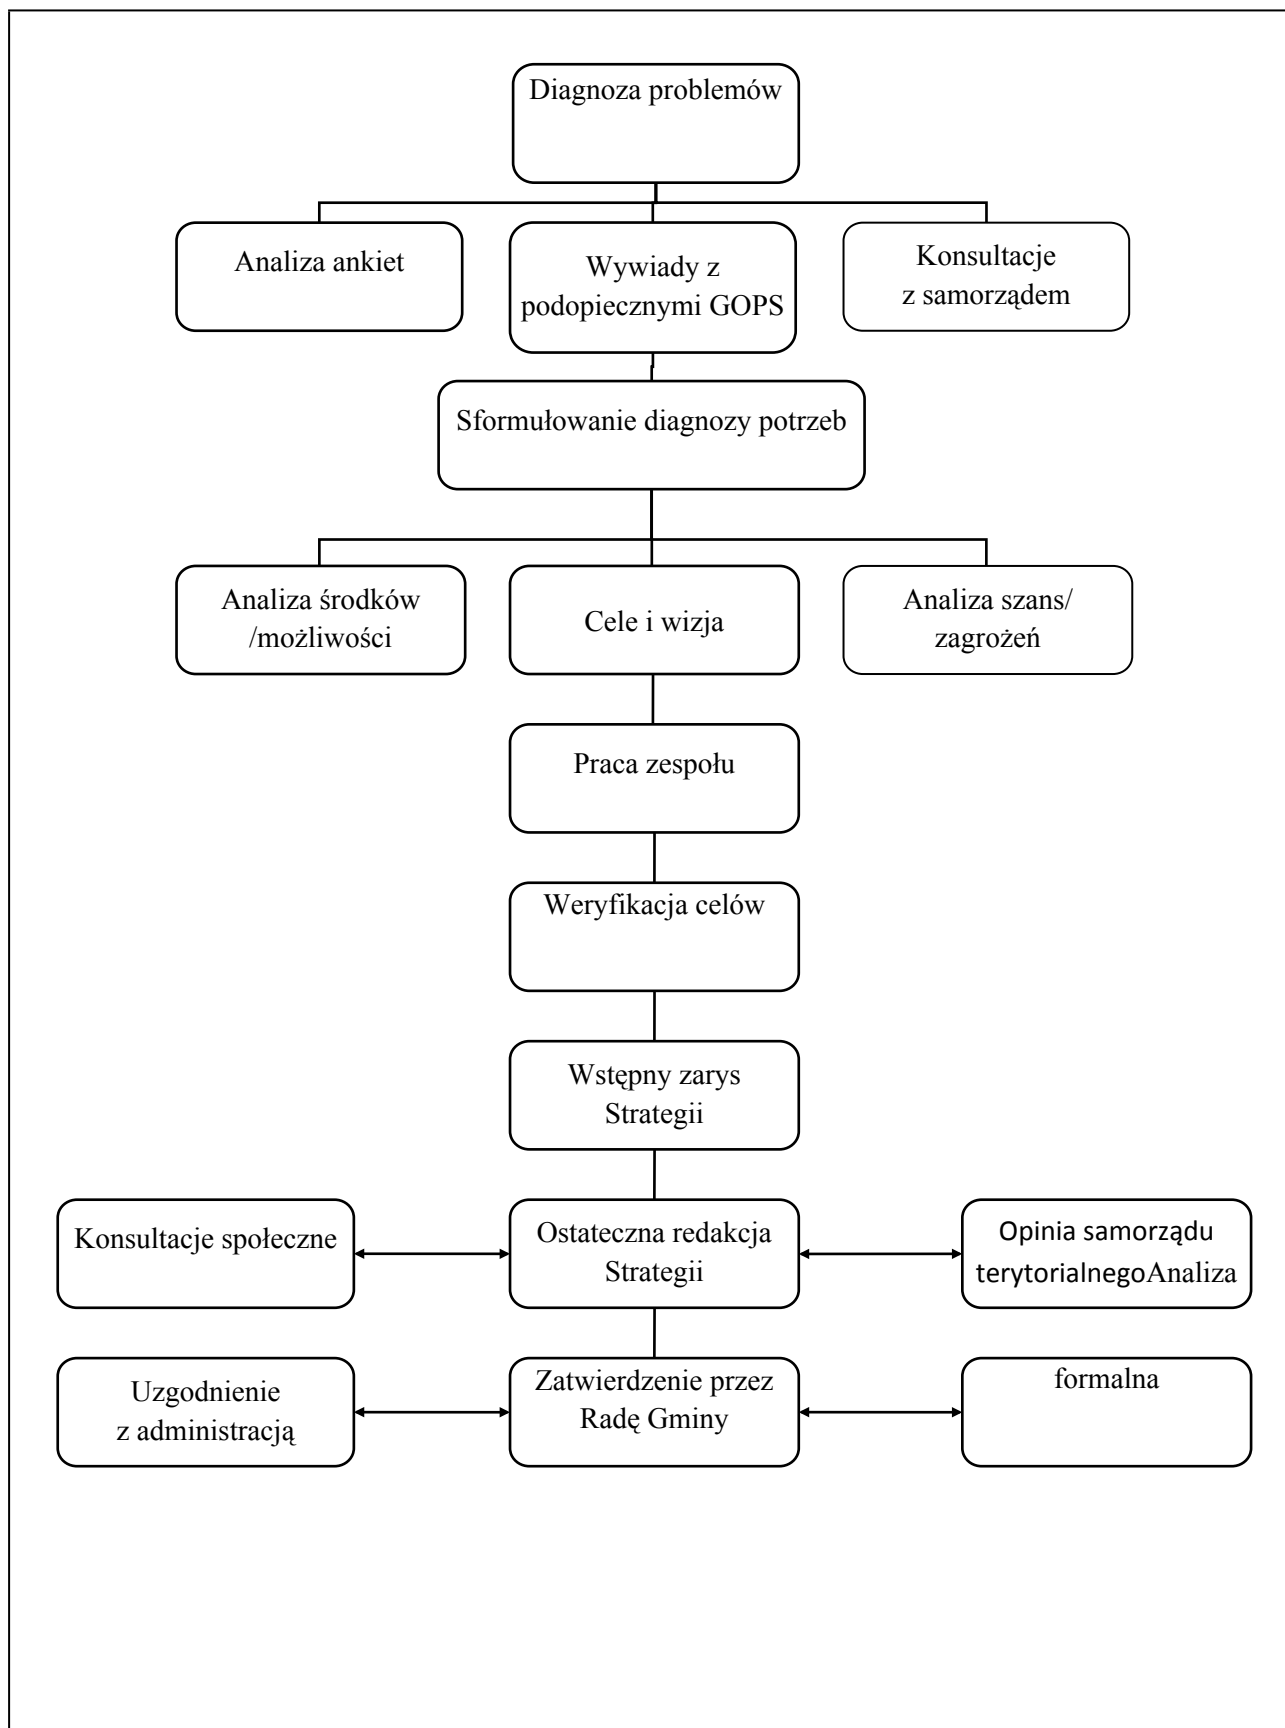 Diagnoza problemów
Analiza ankiet
Wywiady z
podopiecznymi GOPS
Konsultacje
z samorządem
Sformułowanie diagnozy potrzeb
Analiza środków
/możliwości
Cele i wizja
Analiza szans/
zagrożeń
Praca zespołu
Weryfikacja celów
Wstępny zarys
Strategii
Konsultacje społeczne
Ostateczna redakcja
Strategii
Opinia samorządu
terytorialnegoAnaliza
Uzgodnienie
z administracją
Zatwierdzenie przez
Radę Gminy
formalna